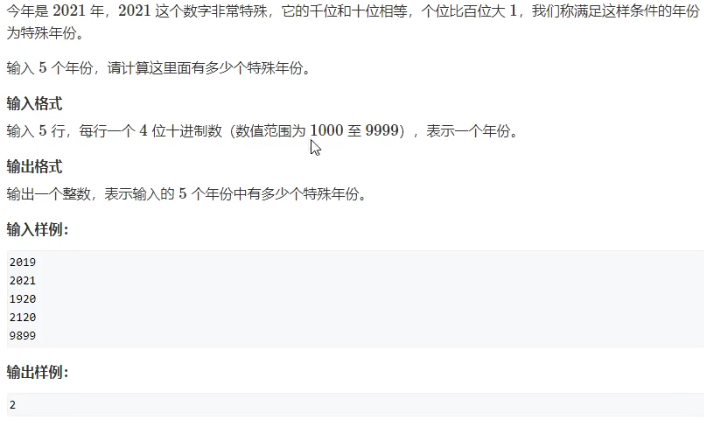 今年是 2021 年，2021 这个数字非常特殊，它的千位和十位相等，个位比百位大 1，我们称满足这样条件的年份
为特殊年份。
输入 5 个年份，请计算这里面有多少个特殊年份。
输入格式
输入 5 行，每行一个 4 位十进制数（数值范围为 1000 至 9999），表示一个年份。
输出格式
输出一个整数，表示输入的 5 个年份中有多少个特殊年份。
输入样例：
2019
2021
1920
2120
9899
输出样例：
2